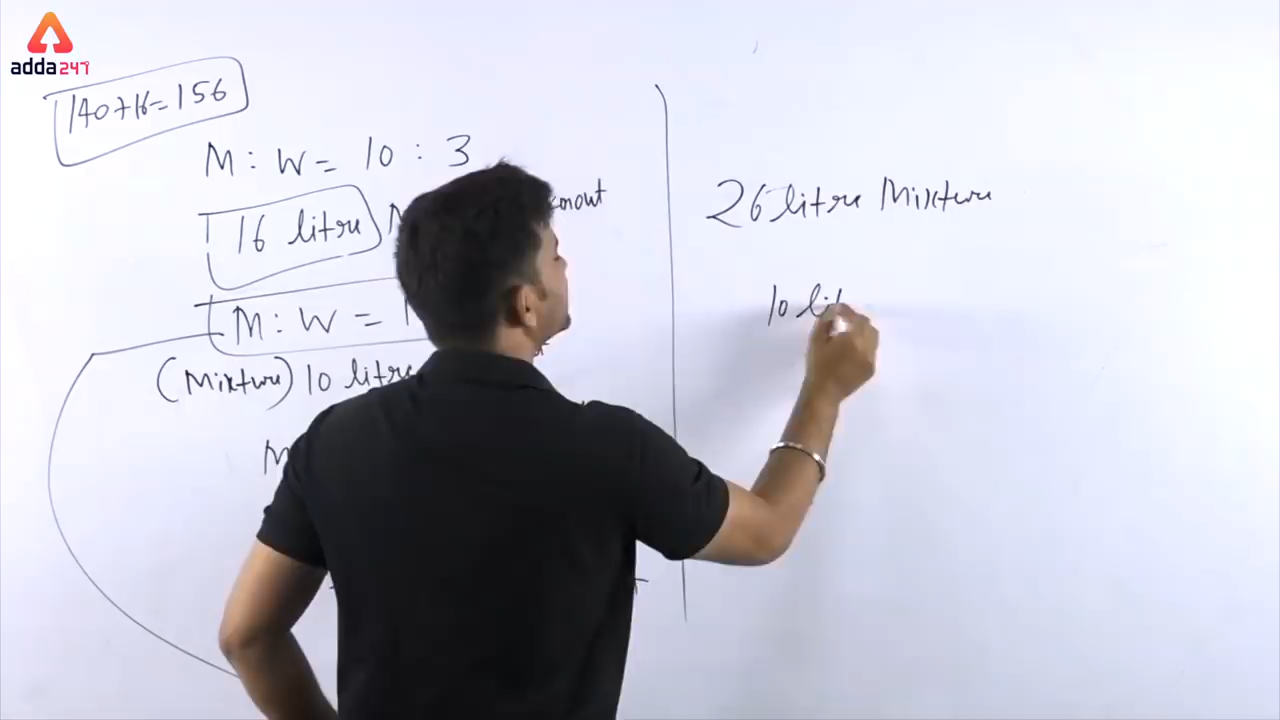 adda247
140+16=156
M : W = 10 : 3
16 litre
M : W =
(Mixture) 10 litre
M
26 litre Mixture
10 lit